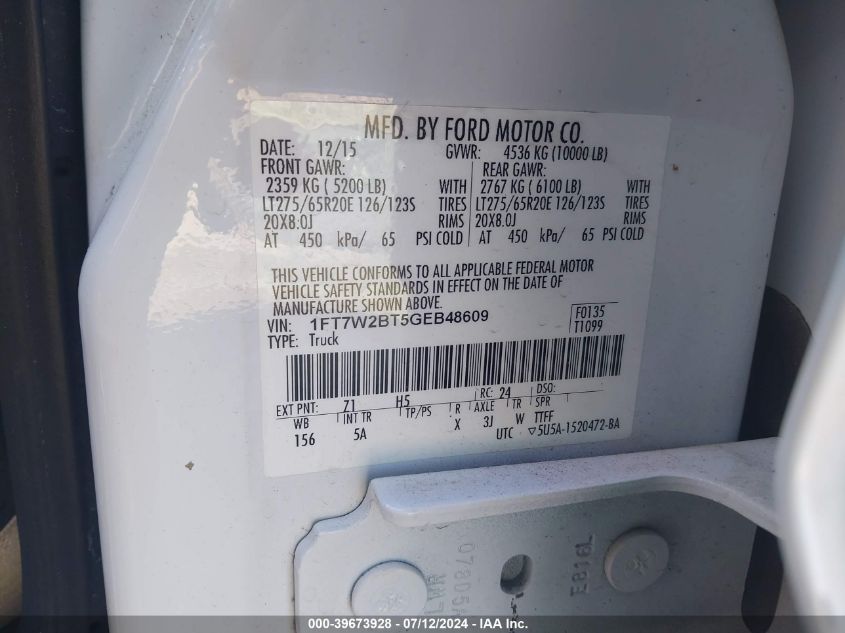 MFD. BY FORD MOTOR CO.
DATE: 12/15 GVWR: 4536 KG (10000 LB)
FRONT GAWR: REAR GAWR:
2359 KG ( 5200 LB) WITH 2767 KG ( 6100 LB) WITH
LT275/65R20E 126/123S TIRES LT275/65R20E 126/123S TIRES
20X8.0J RIMS 20X8.0J RIMS
AT 450 kPa/ 65 PSI COLD AT 450 kPa/ 65 PSI COLD
THIS VEHICLE CONFORMS TO ALL APPLICABLE FEDERAL MOTOR
VEHICLE SAFETY STANDARDS IN EFFECT ON THE DATE OF
MANUFACTURE SHOWN ABOVE.
VIN: 1FT7W2BT5GEB48609 F0135
TYPE: Truck T1099
EXT PNT: Z1 H5 RC: 24 DSO:
WB INT TR TP/PS R AXLE TR SPR
156 5A X 3J W TTFF
UTC ▽5U5A-1520472-BA
E816L
000-39673928 - 07/12/2024 - IAA Inc.